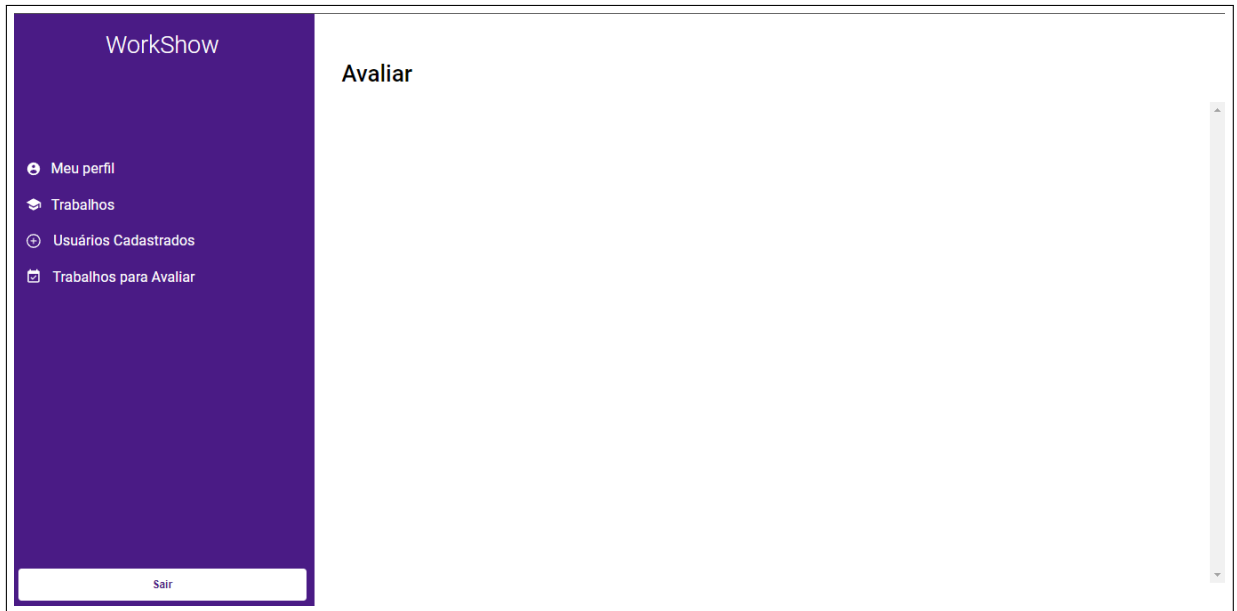 WorkShow
Avaliar
Meu perfil
Trabalhos
Usuários Cadastrados
Trabalhos para Avaliar
Sair